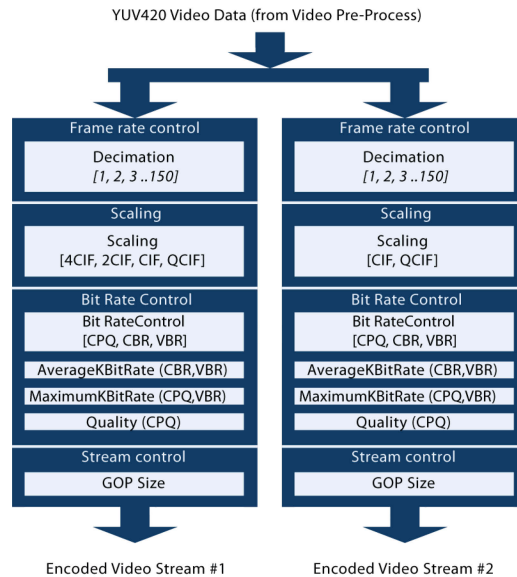 YUV420 Video Data (from Video Pre-Process)
Frame rate control
Decimation
[1, 2, 3 ..150]
Scaling
Scaling
[4CIF, 2CIF, CIF, QCIF]
Bit Rate Control
Bit RateControl
[CPQ, CBR, VBR]
AverageKBitRate (CBR,VBR)
MaximumKBitRate (CPQ,VBR)
Quality (CPQ)
Stream control
GOP Size
Encoded Video Stream #1
Frame rate control
Decimation
[1, 2, 3 ..150]
Scaling
Scaling
[CIF, QCIF]
Bit Rate Control
Bit RateControl
[CPQ, CBR, VBR]
AverageKBitRate (CBR,VBR)
MaximumKBitRate (CPQ,VBR)
Quality (CPQ)
Stream control
GOP Size
Encoded Video Stream #2